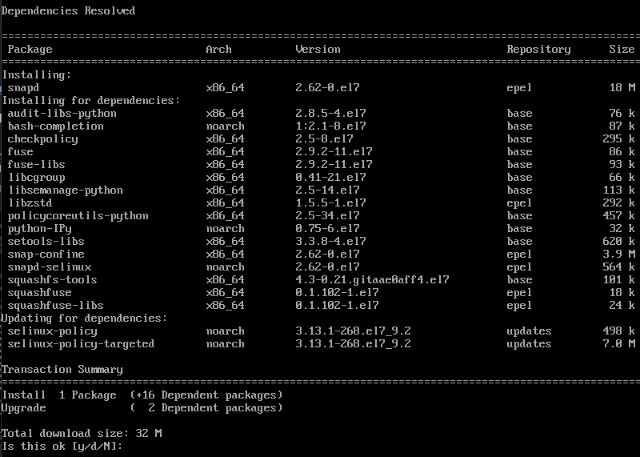 Dependencies Resolved
================================================================================
Package Arch Version Repository Size
================================================================================
Installing:
snapd x86_64 2.62-0.el7 epel 18 M
Installing for dependencies:
audit-libs-python x86_64 2.8.5-4.el7 base 76 k
bash-completion noarch 1:2.1-8.el7 base 87 k
checkpolicy x86_64 2.5-8.el7 base 295 k
fuse x86_64 2.9.2-11.el7 base 86 k
fuse-libs x86_64 2.9.2-11.el7 base 93 k
libcgroup x86_64 0.41-21.el7 base 66 k
libsemanage-python x86_64 2.5-14.el7 base 113 k
libzstd x86_64 1.5.5-1.el7 epel 292 k
policycoreutils-python x86_64 2.5-34.el7 base 457 k
python-IPy noarch 0.75-6.el7 base 32 k
setools-libs x86_64 3.3.8-4.el7 base 620 k
snap-confine x86_64 2.62-0.el7 epel 3.9 M
snapd-selinux noarch 2.62-0.el7 epel 564 k
squashfs-tools x86_64 4.3-0.21.gitaae0aff4.el7 base 101 k
squashfuse x86_64 0.1.102-1.el7 epel 18 k
squashfuse-libs x86_64 0.1.102-1.el7 epel 24 k
Updating for dependencies:
selinux-policy noarch 3.13.1-268.el7_9.2 updates 498 k
selinux-policy-targeted noarch 3.13.1-268.el7_9.2 updates 7.0 M
Transaction Summary
================================================================================
Install 1 Package (+16 Dependent packages)
Upgrade ( 2 Dependent packages)
Total download size: 32 M
Is this ok [y/d/N]: